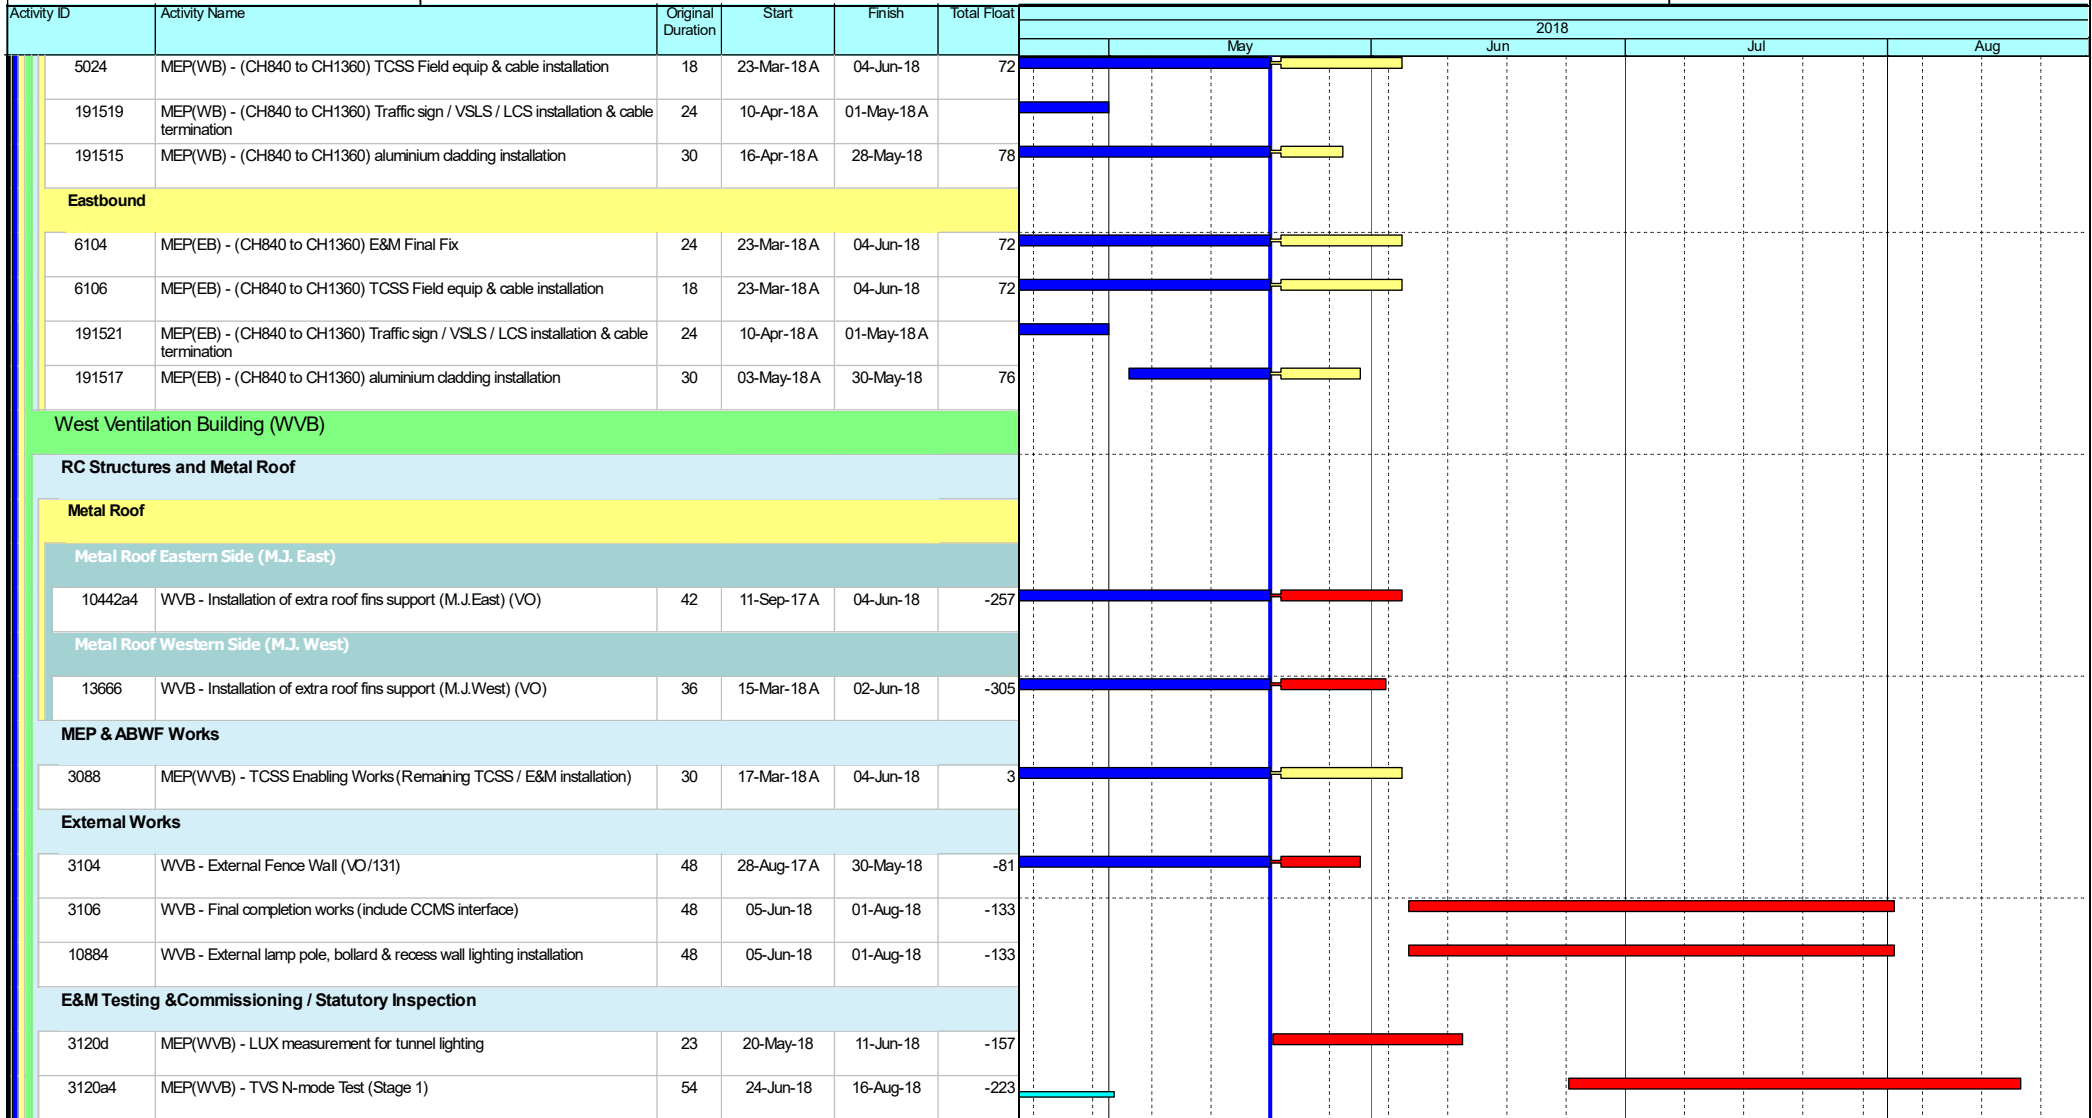 Activity ID Activity Name Original Duration Start Finish Total Float
2018
May Jun Jul Aug
5024 MEP(WB) - (CH840 to CH1360) TCSS Field equip & cable installation 18 23-Mar-18 A 04-Jun-18 72
191519 MEP(WB) - (CH840 to CH1360) Traffic sign / VSLS / LCS installation & cable termination 24 10-Apr-18 A 01-May-18 A
191515 MEP(WB) - (CH840 to CH1360) aluminium cladding installation 30 16-Apr-18 A 28-May-18 78
Eastbound
6104 MEP(EB) - (CH840 to CH1360) E&M Final Fix 24 23-Mar-18 A 04-Jun-18 72
6106 MEP(EB) - (CH840 to CH1360) TCSS Field equip & cable installation 18 23-Mar-18 A 04-Jun-18 72
191521 MEP(EB) - (CH840 to CH1360) Traffic sign / VSLS / LCS installation & cable termination 24 10-Apr-18 A 01-May-18 A
191517 MEP(EB) - (CH840 to CH1360) aluminium cladding installation 30 03-May-18 A 30-May-18 76
West Ventilation Building (WVB)
RC Structures and Metal Roof
Metal Roof
Metal Roof Eastern Side (M.J. East)
10442a4 WVB - Installation of extra roof fins support (M.J.East) (VO) 42 11-Sep-17 A 04-Jun-18 -257
Metal Roof Western Side (M.J. West)
13666 WVB - Installation of extra roof fins support (M.J.West) (VO) 36 15-Mar-18 A 02-Jun-18 -305
MEP & ABWF Works
3088 MEP(WVB) - TCSS Enabling Works (Remaining TCSS / E&M installation) 30 17-Mar-18 A 04-Jun-18 3
External Works
3104 WVB - External Fence Wall (VO/131) 48 28-Aug-17 A 30-May-18 -81
3106 WVB - Final completion works (include CCMS interface) 48 05-Jun-18 01-Aug-18 -133
10884 WVB - External lamp pole, bollard & recess wall lighting installation 48 05-Jun-18 01-Aug-18 -133
E&M Testing &Commissioning / Statutory Inspection
3120d MEP(WVB) - LUX measurement for tunnel lighting 23 20-May-18 11-Jun-18 -157
3120a4 MEP(WVB) - TVS N-mode Test (Stage 1) 54 24-Jun-18 16-Aug-18 -223